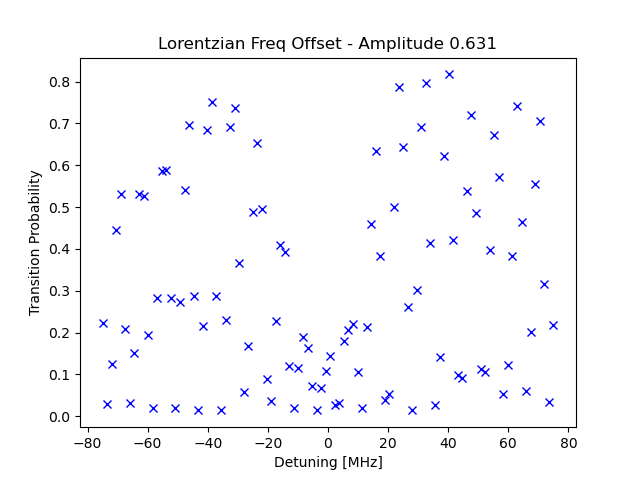 Lorentzian Freq Offset - Amplitude 0.631
Transition Probability
0.8
0.7
0.6
0.5
0.4
0.3
0.2
0.1
0.0
−80 −60 −40 −20 0 20 40 60 80
Detuning [MHz]